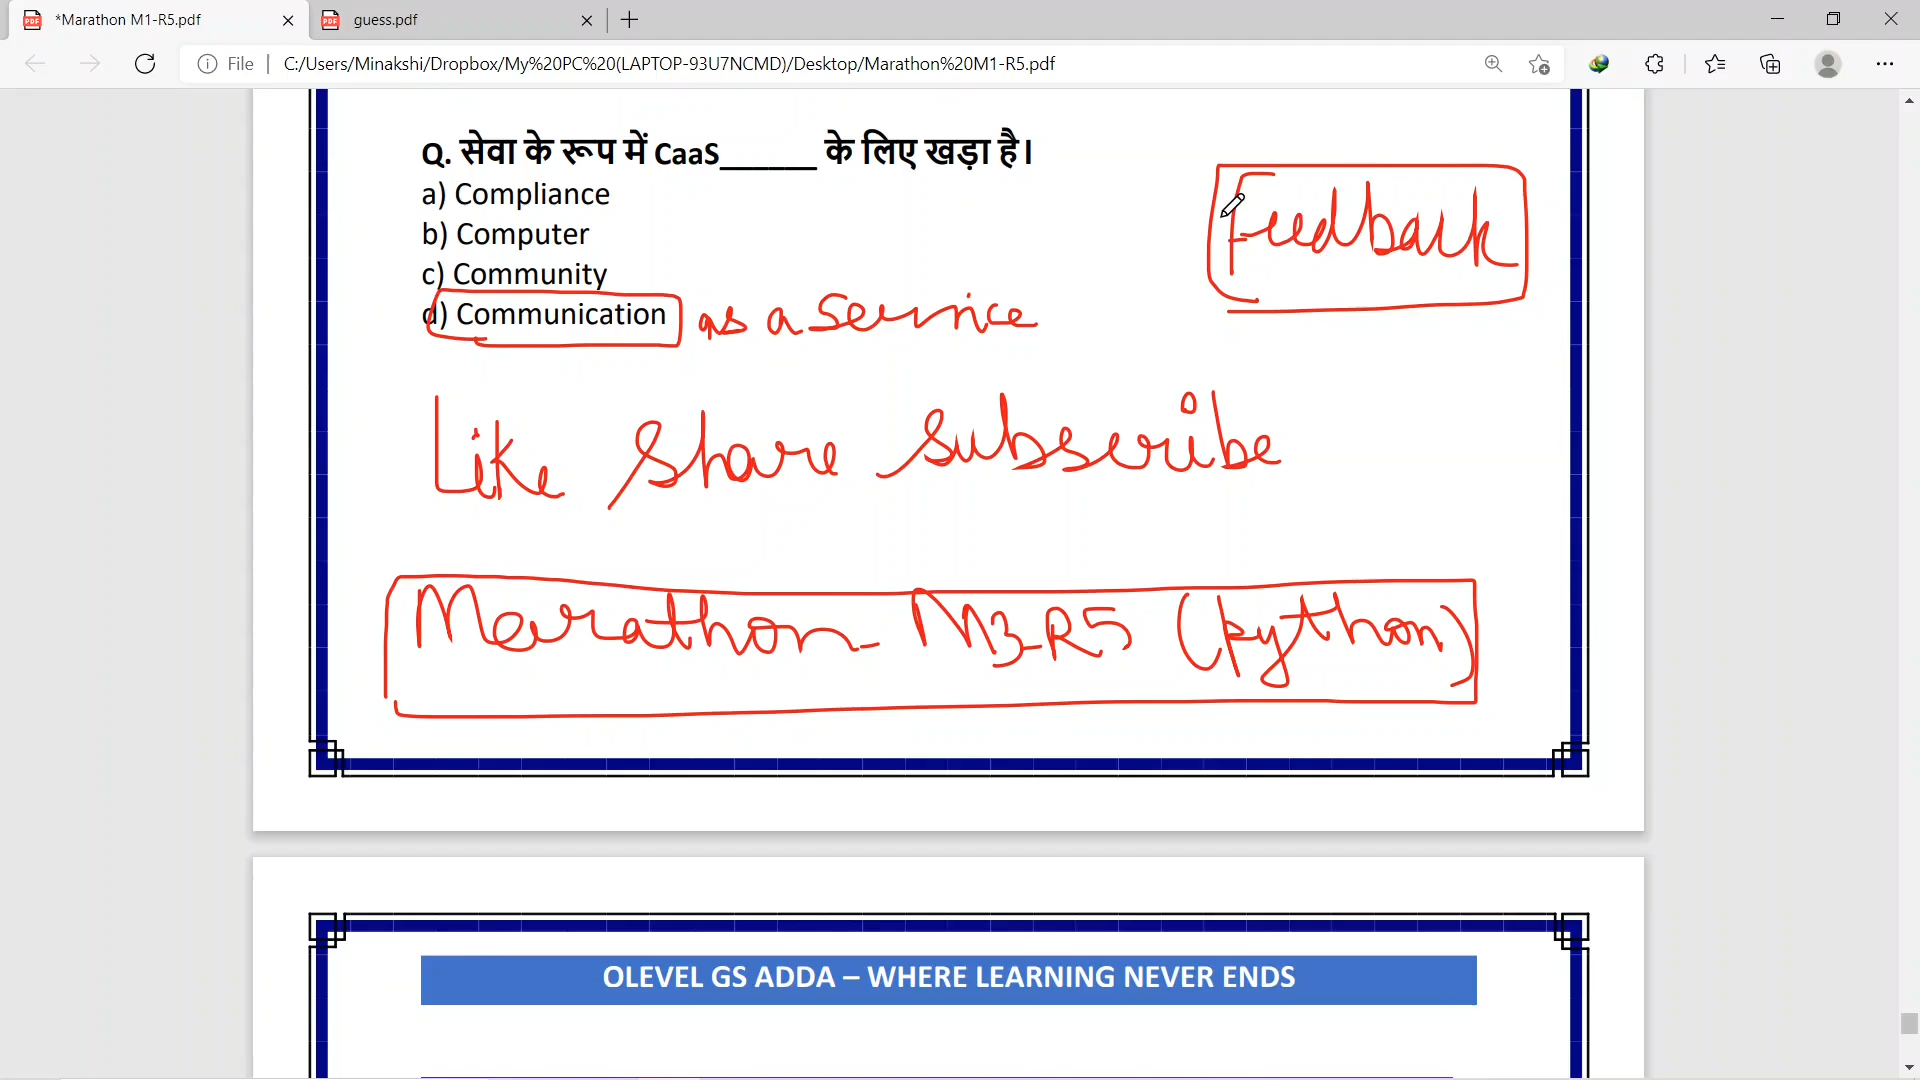 *Marathon M1-R5.pdf
guess.pdf
File
C:/Users/Minakshi/Dropbox/My%20PC%20(LAPTOP-93U7NCMD)/Desktop/Marathon%20M1-R5.pdf
Q. सेवा के रूप में CaaS______ के लिए खड़ा है।
a) Compliance
b) Computer
c) Community
d) Communication as a Service
Feedback
Like Share Subscribe
Marathon - M3-R5 (Python)
OLEVEL GS ADDA – WHERE LEARNING NEVER ENDS